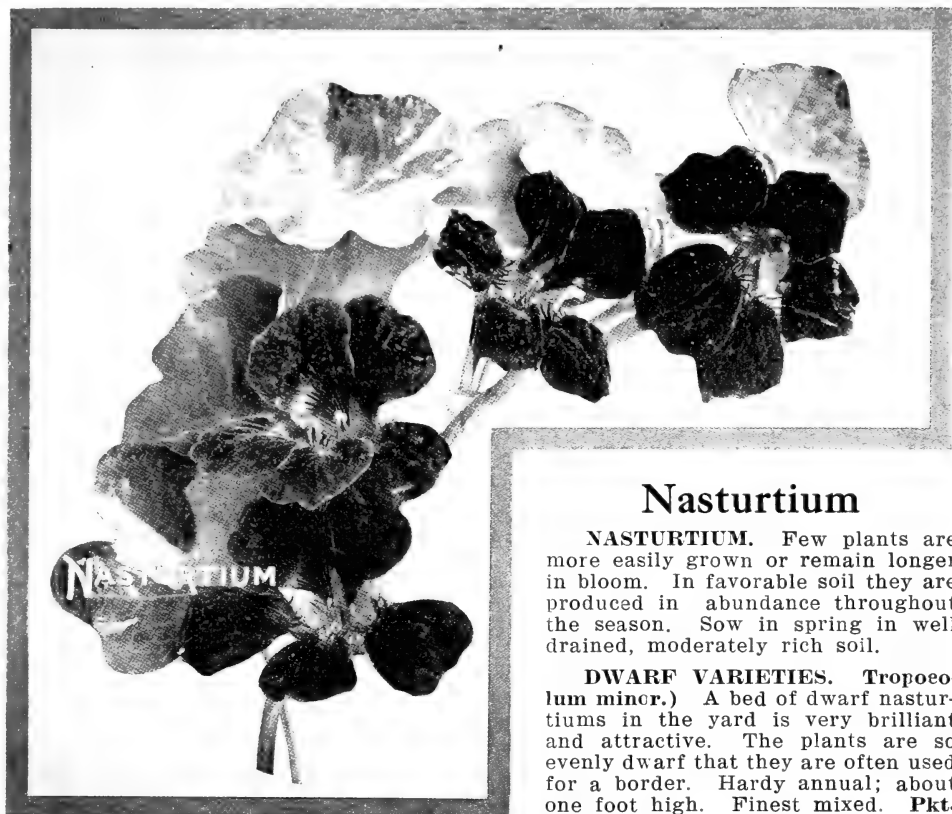 NASTURTIUM
Nasturtium
NASTURTIUM. Few plants are
more easily grown or remain longer
in bloom. In favorable soil they are
produced in abundance throughout
the season. Sow in spring in well
drained, moderately rich soil.
DWARF VARIETIES. Tropoeo-
lum minor.) A bed of dwarf nastur-
tiums in the yard is very brilliant
and attractive. The plants are so
evenly dwarf that they are often used
for a border. Hardy annual; about
one foot high. Finest mixed. Pkt.